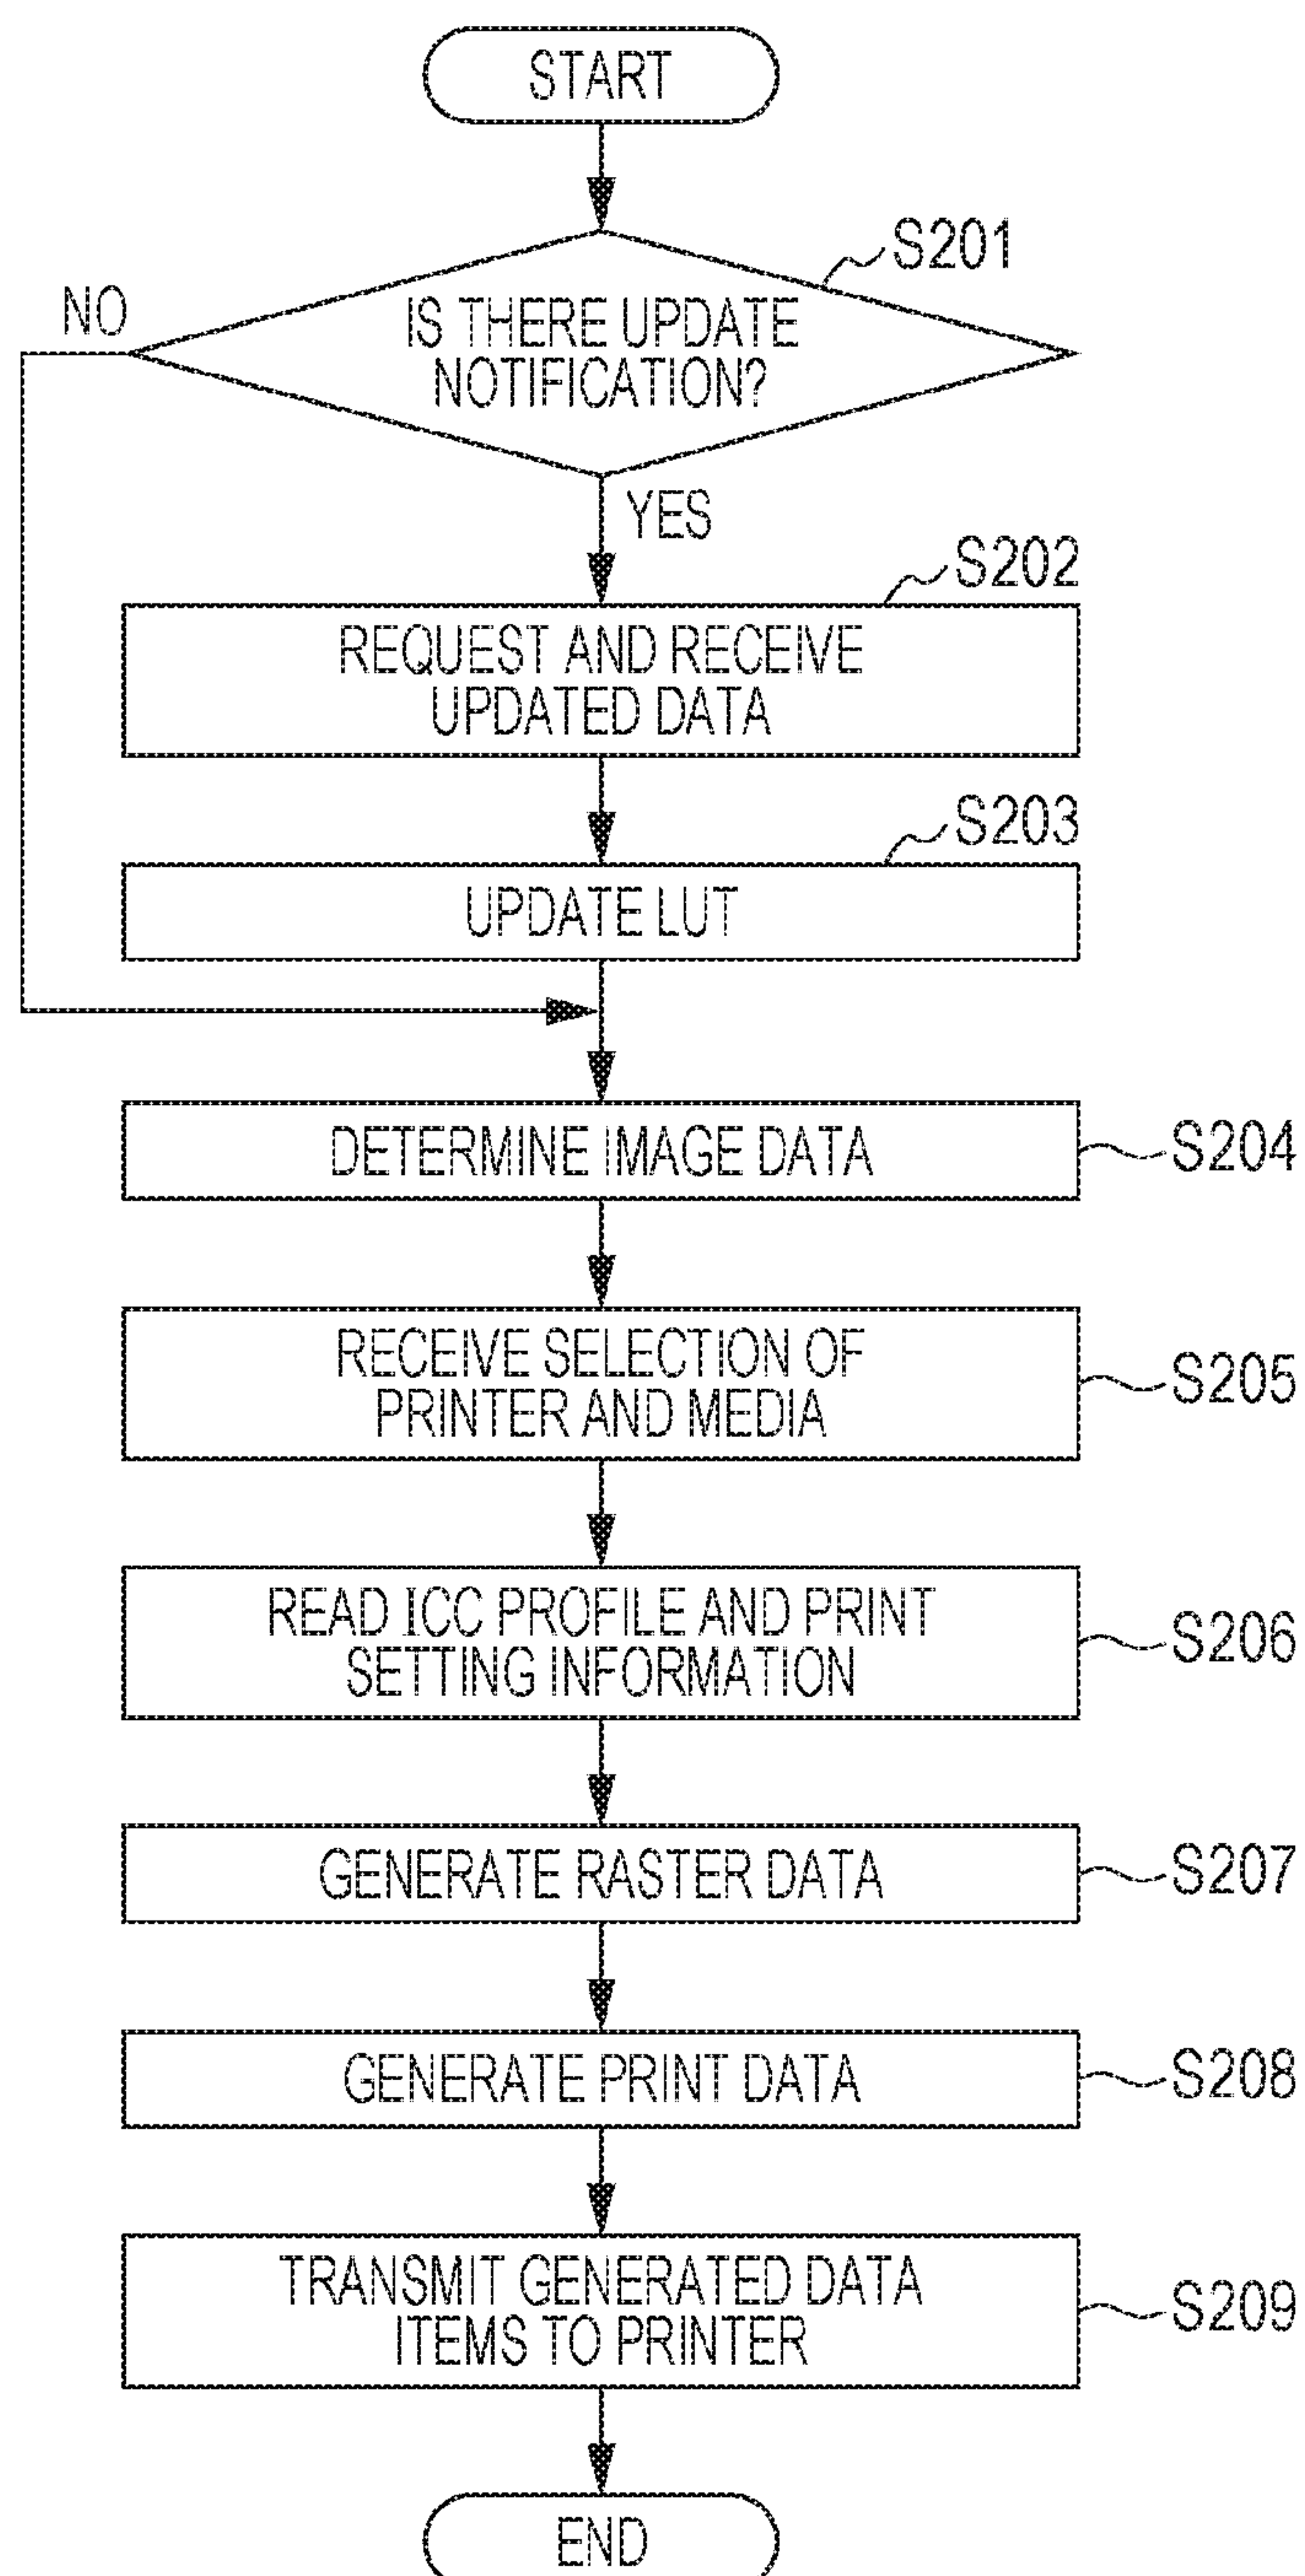 START
S201
NO
IS THERE UPDATE
NOTIFICATION?
YES
S202
REQUEST AND RECEIVE
UPDATED DATA
S203
UPDATE LUT
DETERMINE IMAGE DATA
S204
RECEIVE SELECTION OF
PRINTER AND MEDIA
S205
READ ICC PROFILE AND PRINT
SETTING INFORMATION
S206
GENERATE RASTER DATA
S207
GENERATE PRINT DATA
S208
TRANSMIT GENERATED DATA
ITEMS TO PRINTER
S209
END